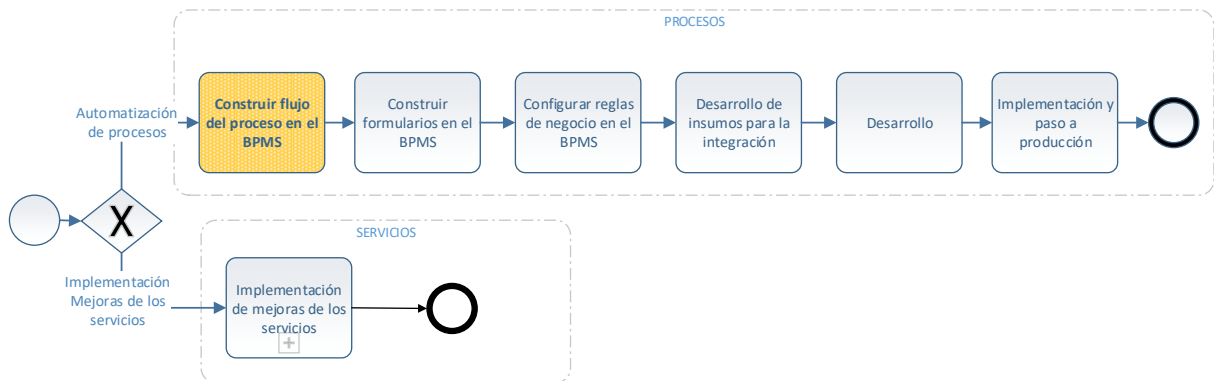 PROCESOS
Automatización
de procesos
Construir flujo
del proceso en el
BPMS
Construir
formularios en el
BPMS
Configurar reglas
de negocio en el
BPMS
Desarrollo de
insumos para la
integración
Desarrollo
Implementación y
paso a
producción
X
SERVICIOS
Implementación
Mejoras de los
servicios
Implementación
de mejoras de los
servicios